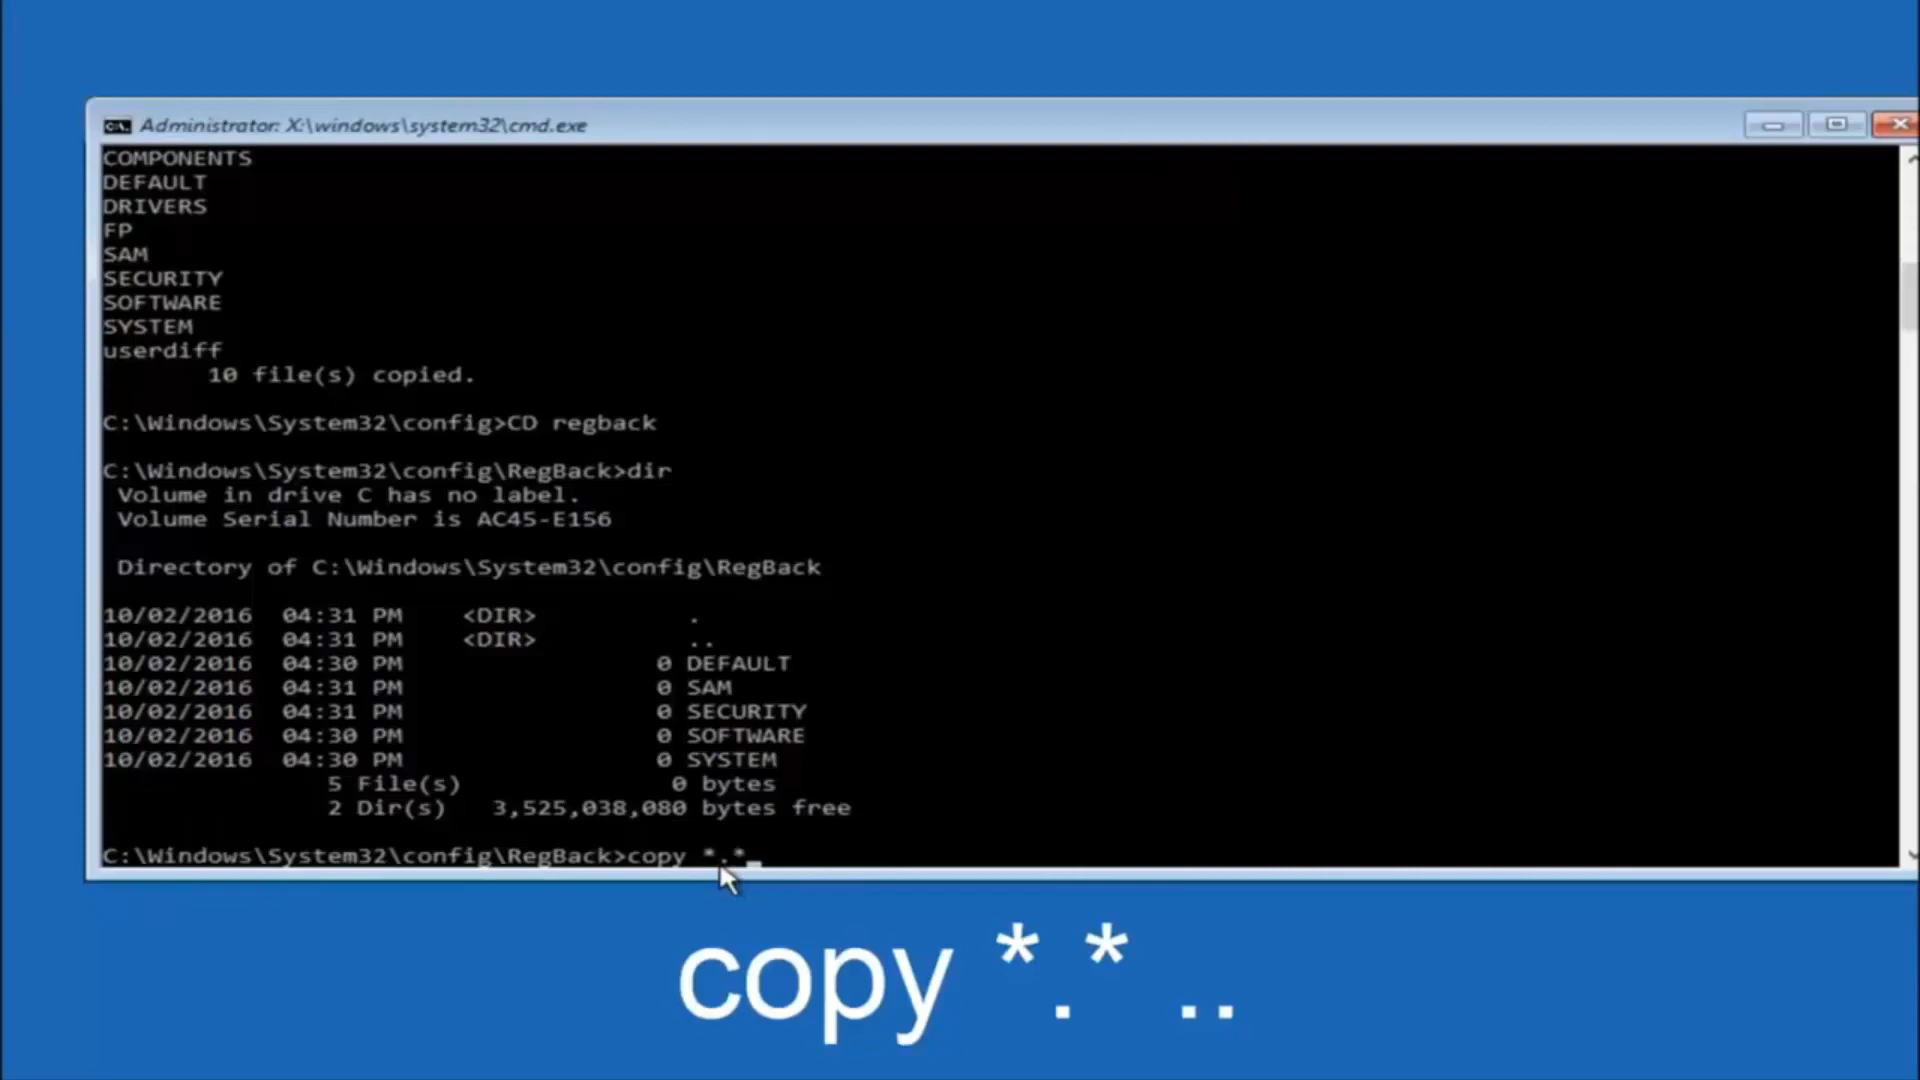 Administrator: X:\windows\system32\cmd.exe
COMPONENTS
DEFAULT
DRIVERS
FP
SAM
SECURITY
SOFTWARE
SYSTEM
userdiff
10 file(s) copied.
C:\Windows\System32\config>CD regback
C:\Windows\System32\config\RegBack>dir
Volume in drive C has no label.
Volume Serial Number is AC45-E156
Directory of C:\Windows\System32\config\RegBack
10/02/2016 04:31 PM <DIR> .
10/02/2016 04:31 PM <DIR> ..
10/02/2016 04:30 PM 0 DEFAULT
10/02/2016 04:31 PM 0 SAM
10/02/2016 04:31 PM 0 SECURITY
10/02/2016 04:30 PM 0 SOFTWARE
10/02/2016 04:30 PM 0 SYSTEM
5 File(s) 0 bytes
2 Dir(s) 3,525,038,080 bytes free
C:\Windows\System32\config\RegBack>copy *.*_
copy *.* ..